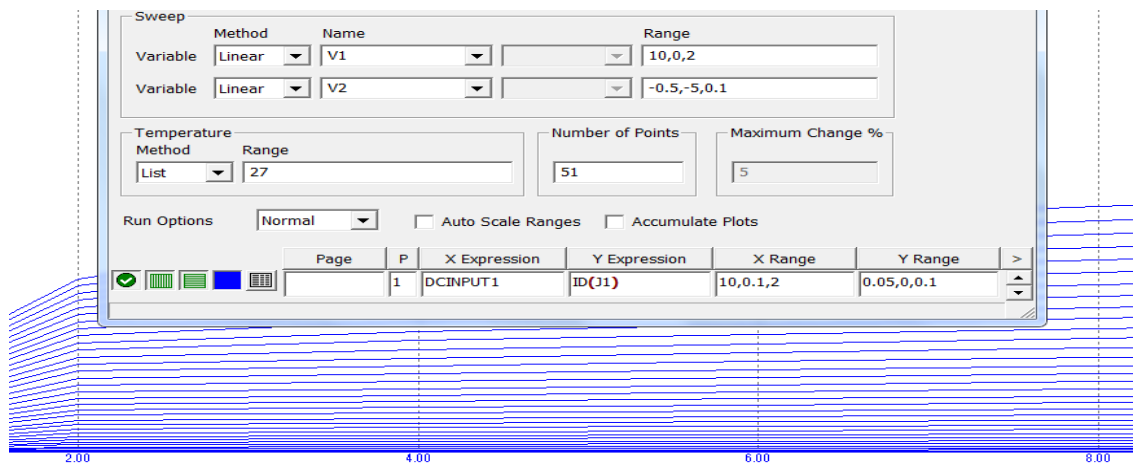 Sweep
Method Name Range
Variable Linear V1 10,0,2
Variable Linear V2 -0.5,-5,0.1
Temperature Number of Points Maximum Change %
Method Range
List 27 51 5
Run Options Normal Auto Scale Ranges Accumulate Plots
Page P X Expression Y Expression X Range Y Range >
1 DCINPUT1 ID(J1) 10,0.1,2 0.05,0,0.1
2.00 4.00 6.00 8.00